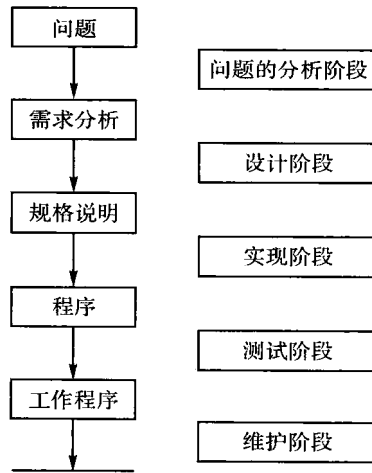 问题
问题的分析阶段
需求分析
设计阶段
规格说明
实现阶段
程序
测试阶段
工作程序
维护阶段